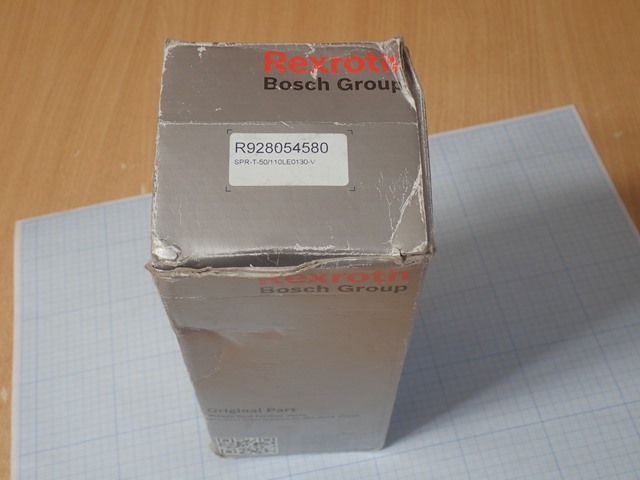 Rexroth
Bosch Group
R928054580
SPR-T-50/110LE0130-V
Rexroth
Bosch Group
Original Part